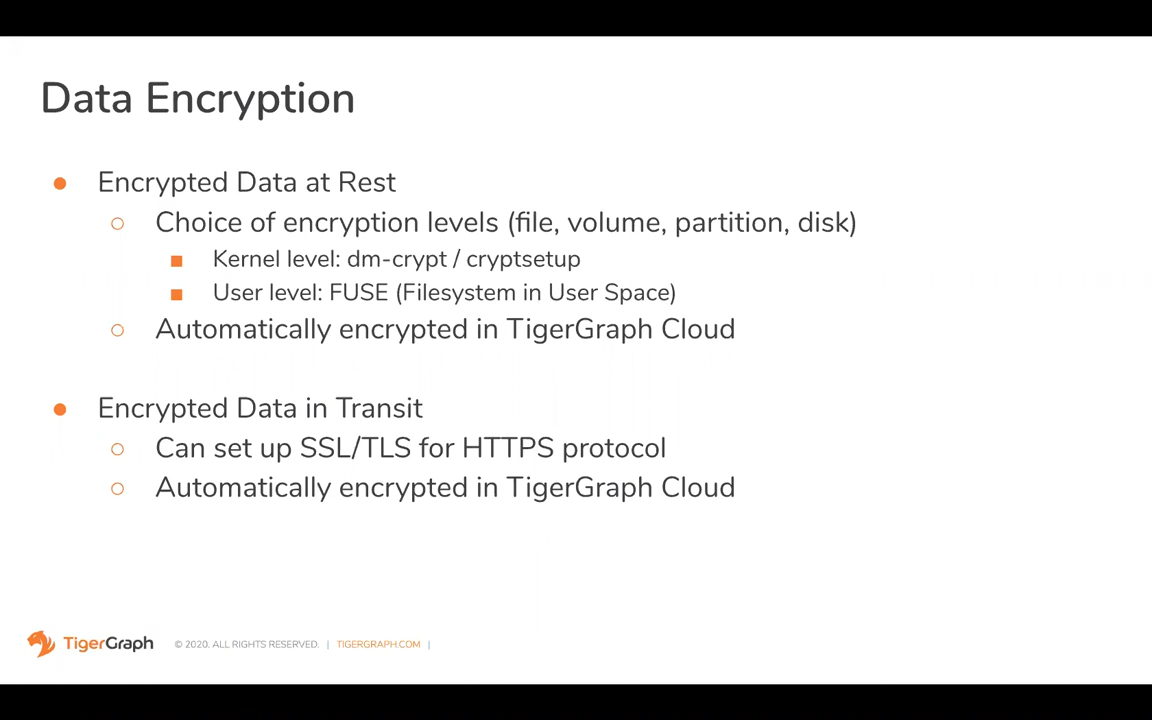 Data Encryption
● Encrypted Data at Rest
○ Choice of encryption levels (file, volume, partition, disk)
■ Kernel level: dm-crypt / cryptsetup
■ User level: FUSE (Filesystem in User Space)
○ Automatically encrypted in TigerGraph Cloud
● Encrypted Data in Transit
○ Can set up SSL/TLS for HTTPS protocol
○ Automatically encrypted in TigerGraph Cloud
TigerGraph © 2020. ALL RIGHTS RESERVED. | TIGERGRAPH.COM |